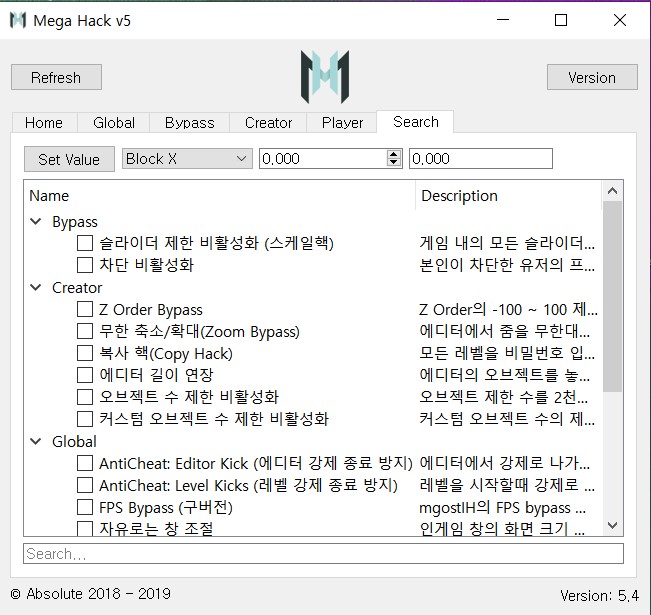 Mega Hack v5
Refresh
Version
Home Global Bypass Creator Player Search
Set Value Block X 0,000 0,000
Name Description
Bypass
슬라이더 제한 비활성화 (스케일핵) 게임 내의 모든 슬라이더...
차단 비활성화 본인이 차단한 유저의 프...
Creator
Z Order Bypass Z Order의 -100 ~ 100 제...
무한 축소/확대(Zoom Bypass) 에디터에서 줌을 무한대...
복사 핵(Copy Hack) 모든 레벨을 비밀번호 입...
에디터 길이 연장 에디터의 오브젝트를 놓...
오브젝트 수 제한 비활성화 오브젝트 제한 수를 2천...
커스텀 오브젝트 수 제한 비활성화 커스텀 오브젝트 수의 제...
Global
AntiCheat: Editor Kick (에디터 강제 종료 방지) 에디터에서 강제로 나가...
AntiCheat: Level Kicks (레벨 강제 종료 방지) 레벨을 시작할때 강제로 ...
FPS Bypass (구버전) mgostIH의 FPS bypass ...
자유로는 창 조절 인게임 창의 화면 크기 ...
Search...
© Absolute 2018 - 2019
Version: 5,4